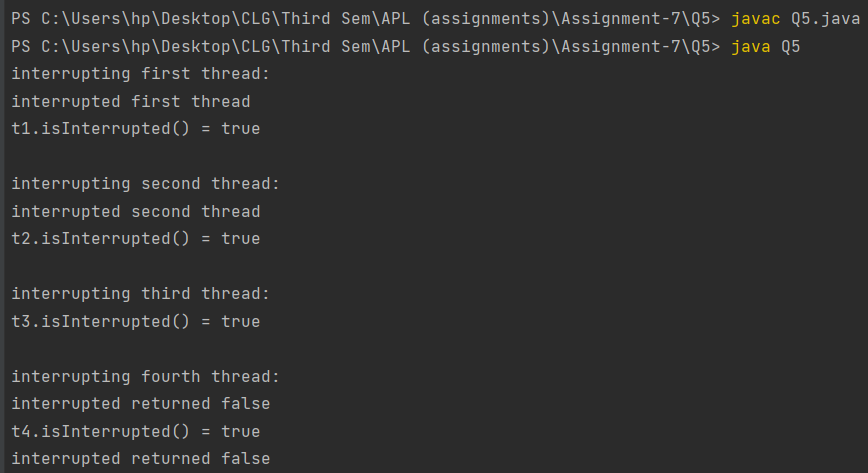 PS C:\Users\hp\Desktop\CLG\Third Sem\APL (assignments)\Assignment-7\Q5> javac Q5.java
PS C:\Users\hp\Desktop\CLG\Third Sem\APL (assignments)\Assignment-7\Q5> java Q5
interrupting first thread:
interrupted first thread
t1.isInterrupted() = true
interrupting second thread:
interrupted second thread
t2.isInterrupted() = true
interrupting third thread:
t3.isInterrupted() = true
interrupting fourth thread:
interrupted returned false
t4.isInterrupted() = true
interrupted returned false